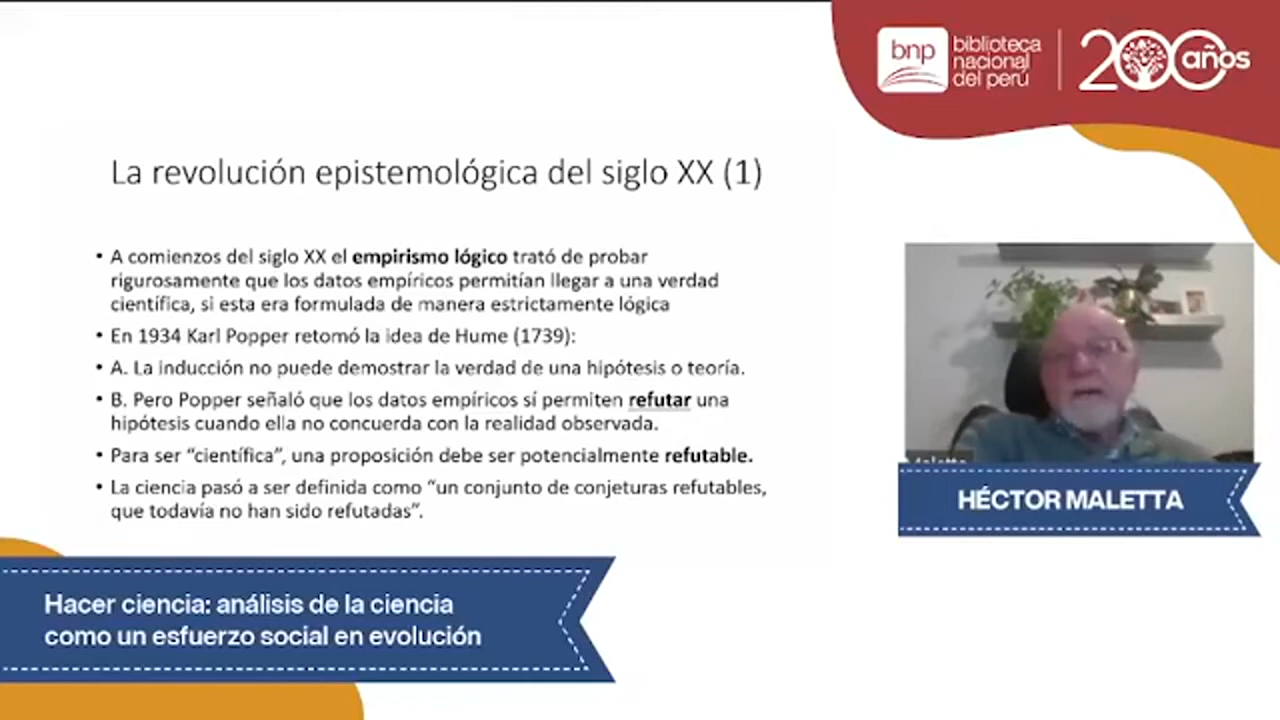 bnp
biblioteca
nacional
del perú
200 años
La revolución epistemológica del siglo XX (1)
• A comienzos del siglo XX el empirismo lógico trató de probar
rigurosamente que los datos empíricos permitían llegar a una verdad
científica, si esta era formulada de manera estrictamente lógica
• En 1934 Karl Popper retomó la idea de Hume (1739):
• A. La inducción no puede demostrar la verdad de una hipótesis o teoría.
• B. Pero Popper señaló que los datos empíricos sí permiten refutar una
hipótesis cuando ella no concuerda con la realidad observada.
• Para ser “científica”, una proposición debe ser potencialmente refutable.
• La ciencia pasó a ser definida como “un conjunto de conjeturas refutables,
que todavía no han sido refutadas”.
HÉCTOR MALETTA
Hacer ciencia: análisis de la ciencia
como un esfuerzo social en evolución